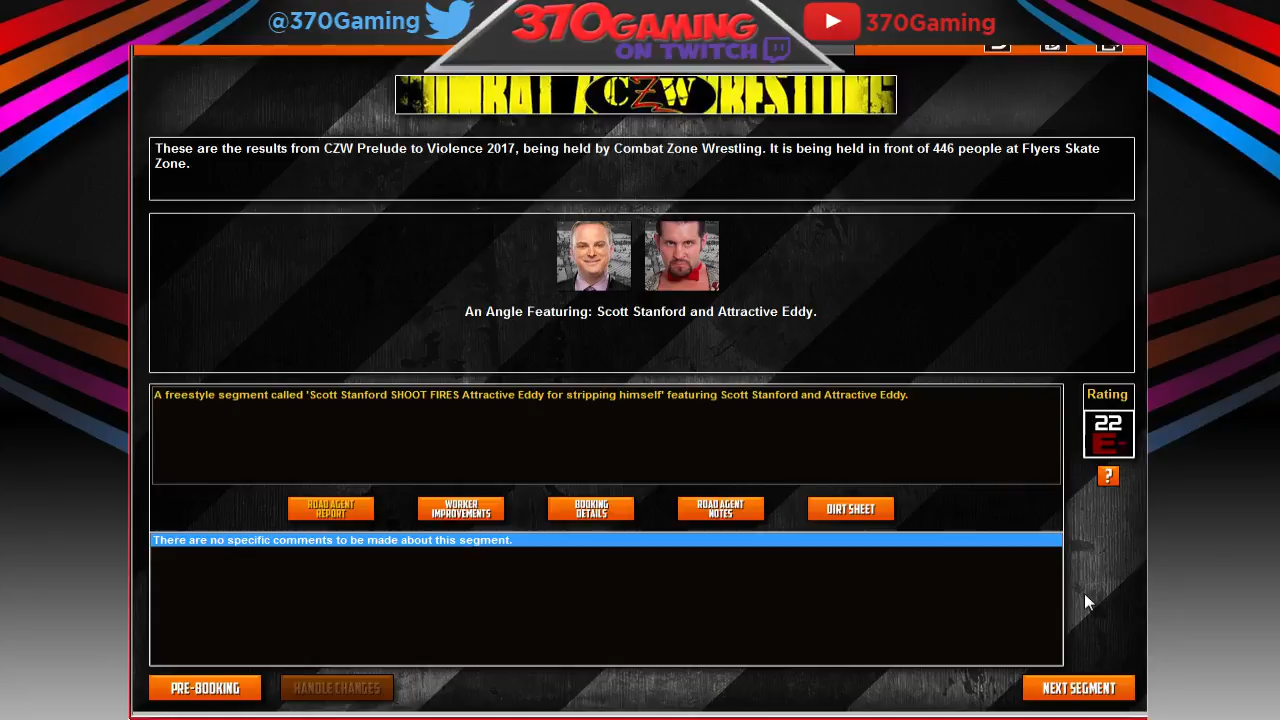 @370Gaming
370GAMING
ON TWITCH
370Gaming
COMBAT CZW WRESTLING
These are the results from CZW Prelude to Violence 2017, being held by Combat Zone Wrestling. It is being held in front of 446 people at Flyers Skate
Zone.
An Angle Featuring: Scott Stanford and Attractive Eddy.
A freestyle segment called 'Scott Stanford SHOOT FIRES Attractive Eddy for stripping himself' featuring Scott Stanford and Attractive Eddy.
Rating
22
E-
?
ROAD AGENT
REPORT
WORKER
IMPROVEMENTS
BOOKING
DETAILS
ROAD AGENT
NOTES
DIRT SHEET
There are no specific comments to be made about this segment.
PRE-BOOKING
HANDLE CHANGES
NEXT SEGMENT